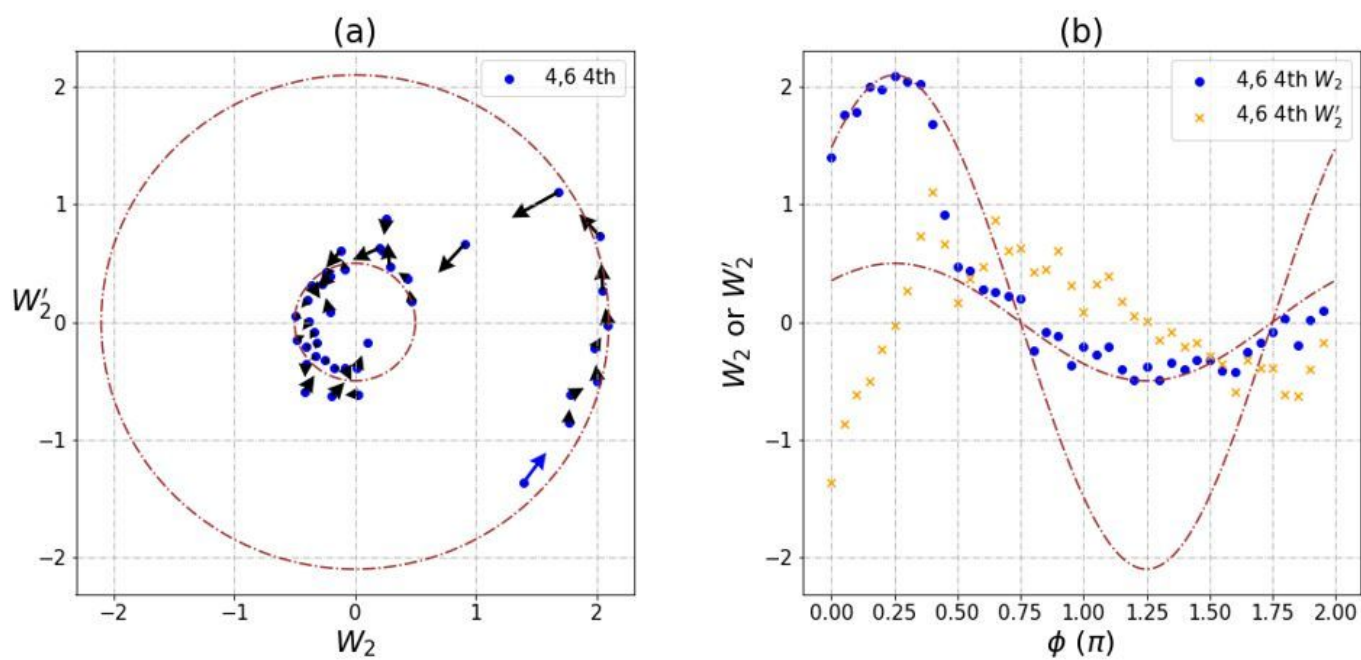 (a)
4,6 4th
W′₂
2
1
0
−1
−2
−2 −1 0 1 2
W₂
(b)
4,6 4th W₂
4,6 4th W′₂
W₂ or W′₂
2
1
0
−1
−2
0.00 0.25 0.50 0.75 1.00 1.25 1.50 1.75 2.00
ϕ (π)